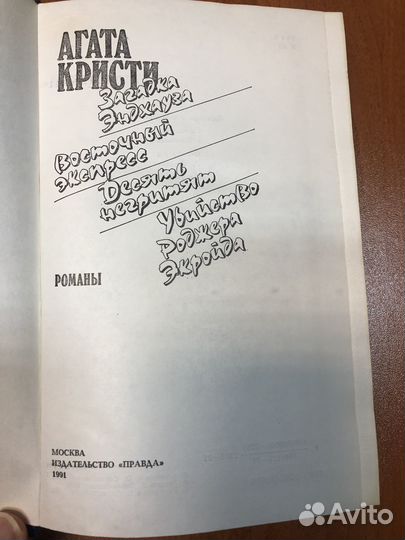 АГАТА
КРИСТИ
Загадка
Эндхауза
Восточный
экспресс
Десять
негритят
Убийство
Роджера
Экройда
РОМАНЫ
МОСКВА
ИЗДАТЕЛЬСТВО «ПРАВДА»
1991
Avito